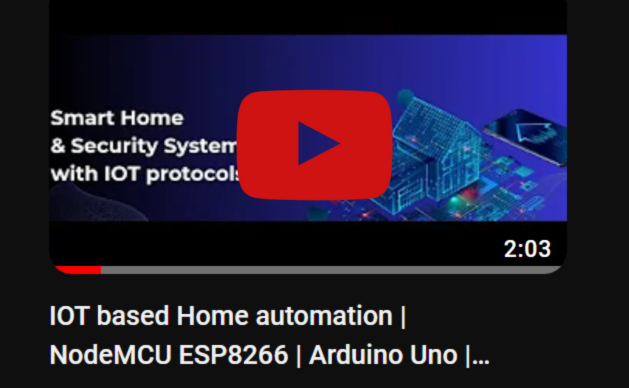 Smart Home
& Security System
with IOT protocols
2:03
IOT based Home automation |
NodeMCU ESP8266 | Arduino Uno |...